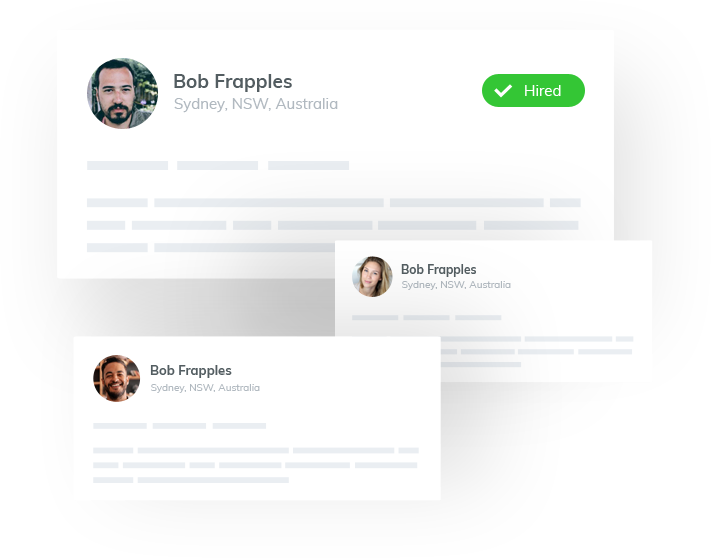 Bob Frapples
Sydney, NSW, Australia
Hired
Bob Frapples
Sydney, NSW, Australia
Bob Frapples
Sydney, NSW, Australia